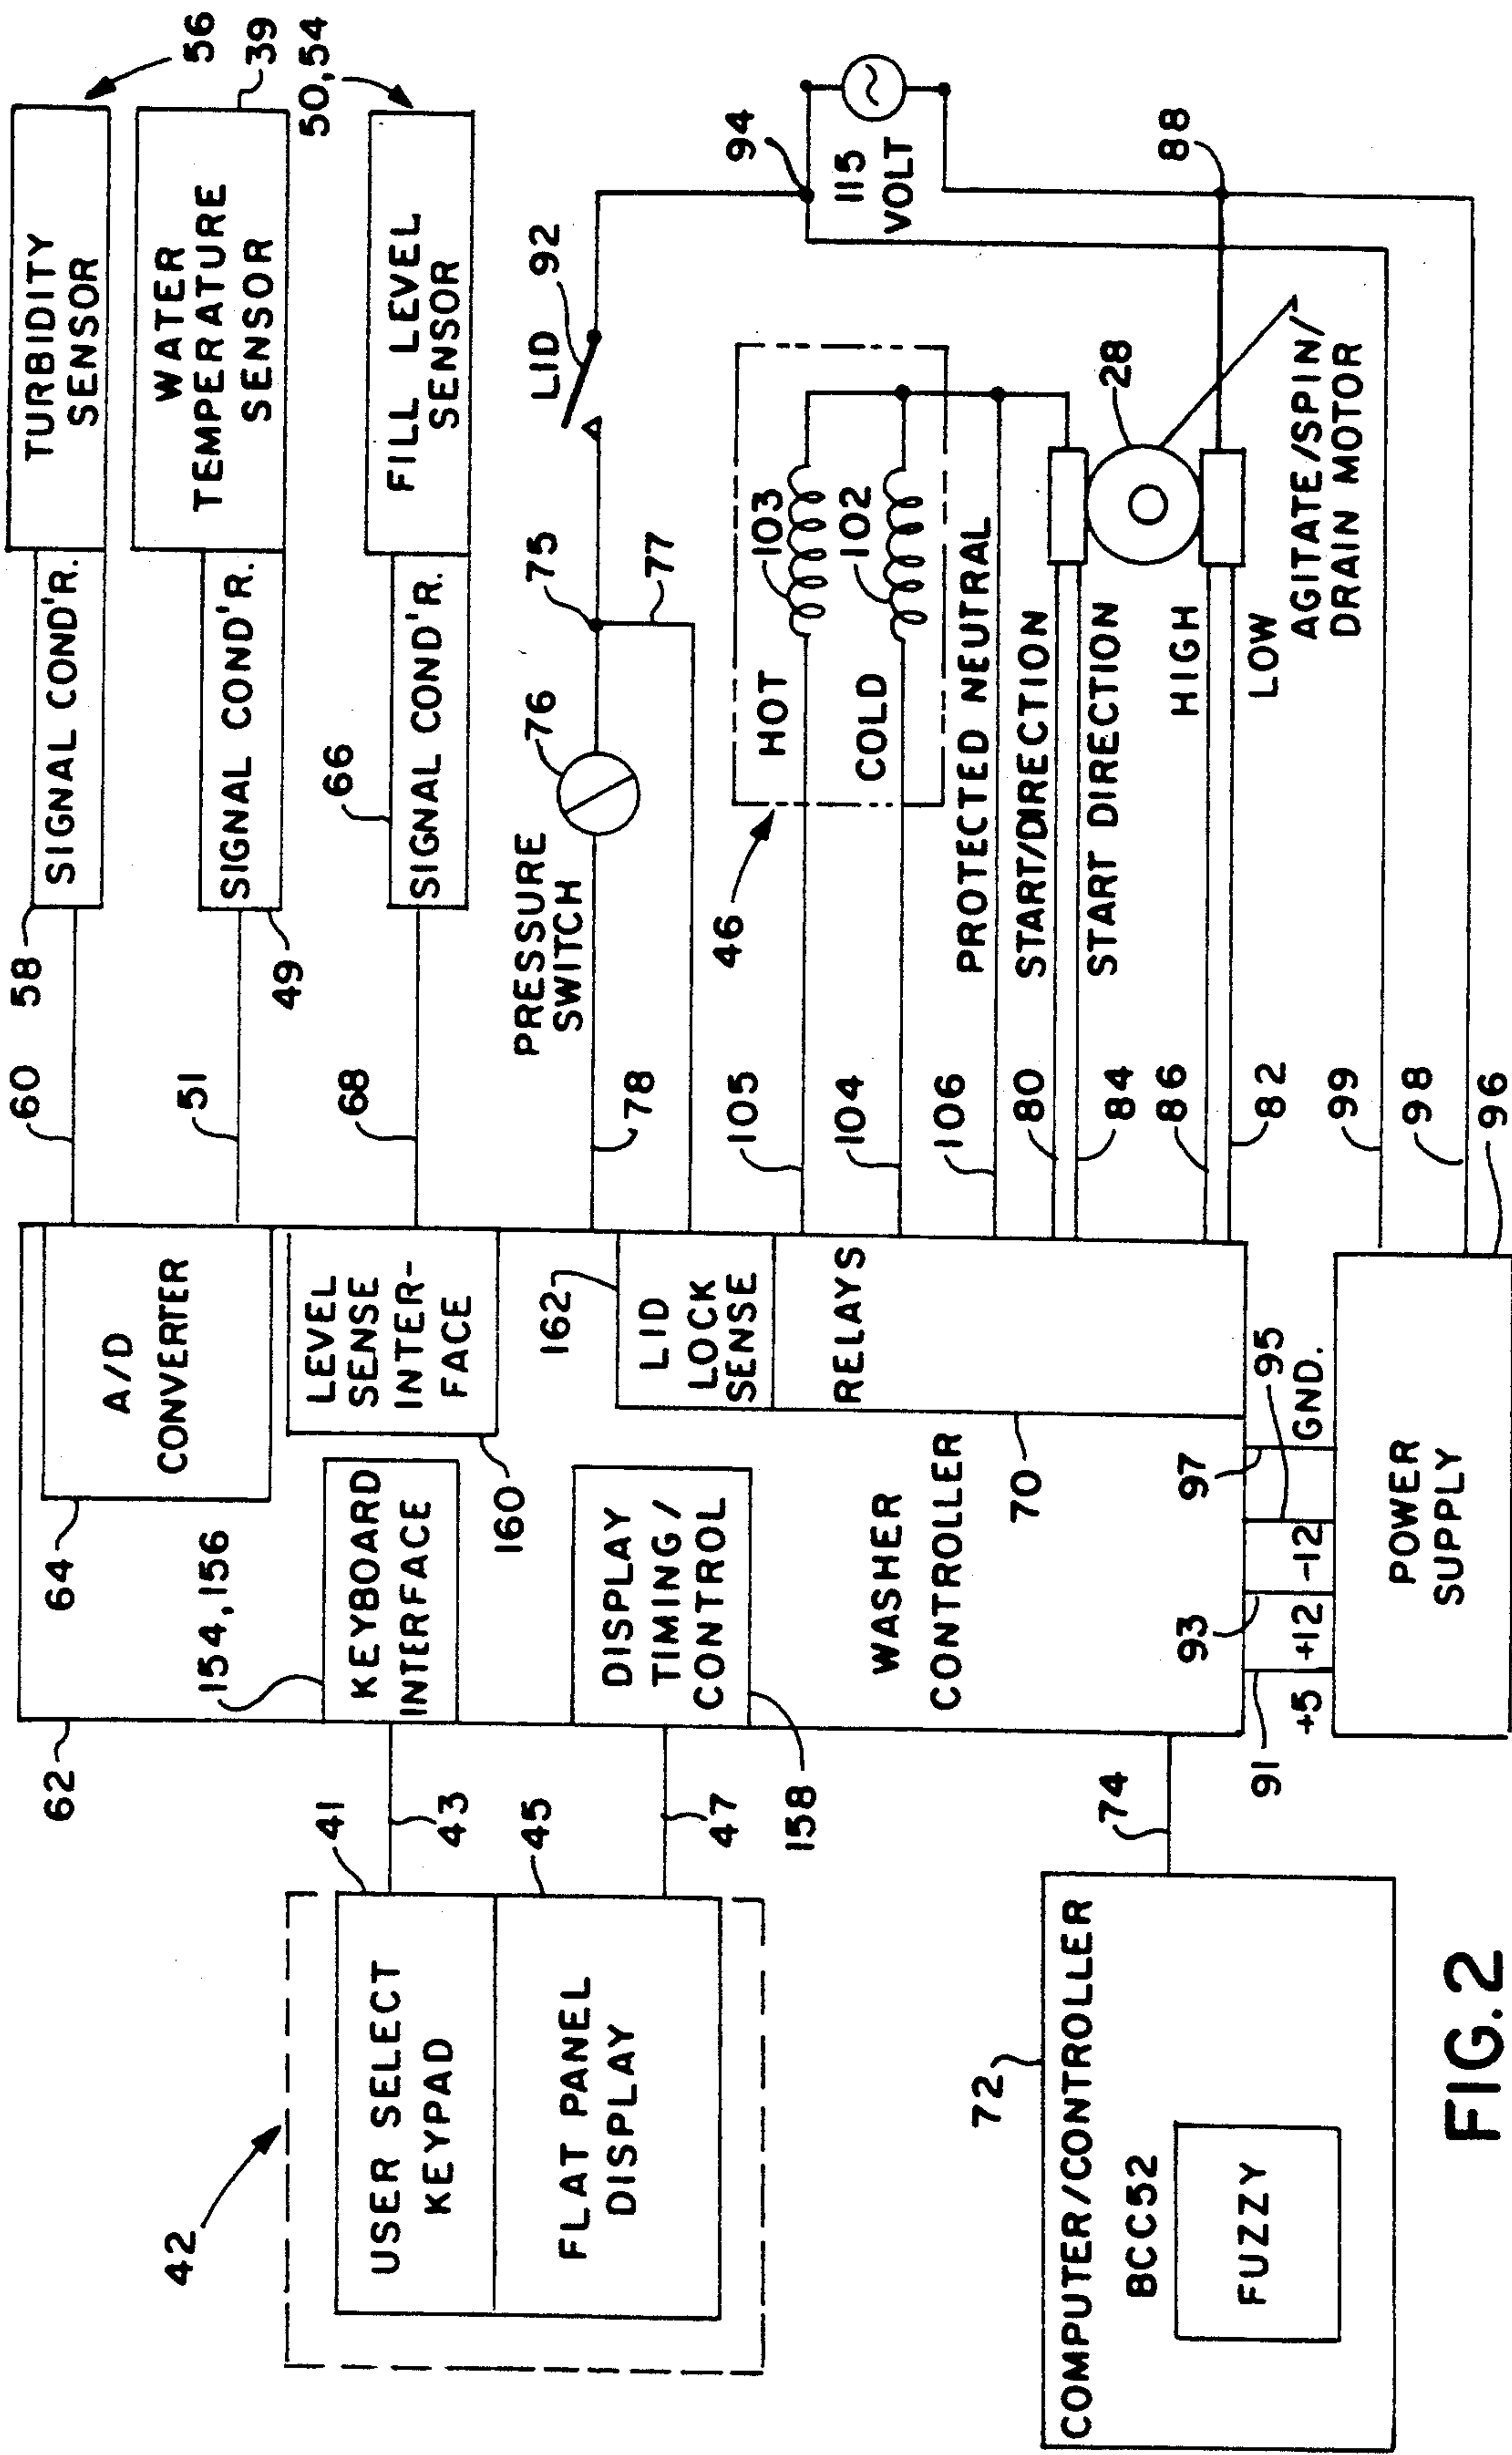 42
USER SELECT
KEYPAD
FLAT PANEL
DISPLAY
41
43
45
47
158
72
COMPUTER/CONTROLLER
8CC52
FUZZY
74
62
154,156
KEYBOARD
INTERFACE
64
A/D
CONVERTER
LEVEL
SENSE
INTER-
FACE
160
DISPLAY
TIMING/
CONTROL
162
LID
LOCK
SENSE
RELAYS
70
WASHER
CONTROLLER
91
93
97
95
+5
+12
-12
GND.
POWER
SUPPLY
96
98
99
60
58
SIGNAL COND'R.
TURBIDITY
SENSOR
56
51
49
SIGNAL COND'R.
WATER
TEMPERATURE
SENSOR
39
68
66
SIGNAL COND'R.
FILL LEVEL
SENSOR
50,54
PRESSURE
SWITCH
76
75
77
78
LID
92
94
115
VOLT
88
46
HOT
103
COLD
102
105
104
106
PROTECTED NEUTRAL
80
START/DIRECTION
84
START DIRECTION
86
HIGH
82
LOW
28
AGITATE/SPIN/
DRAIN MOTOR
FIG.2